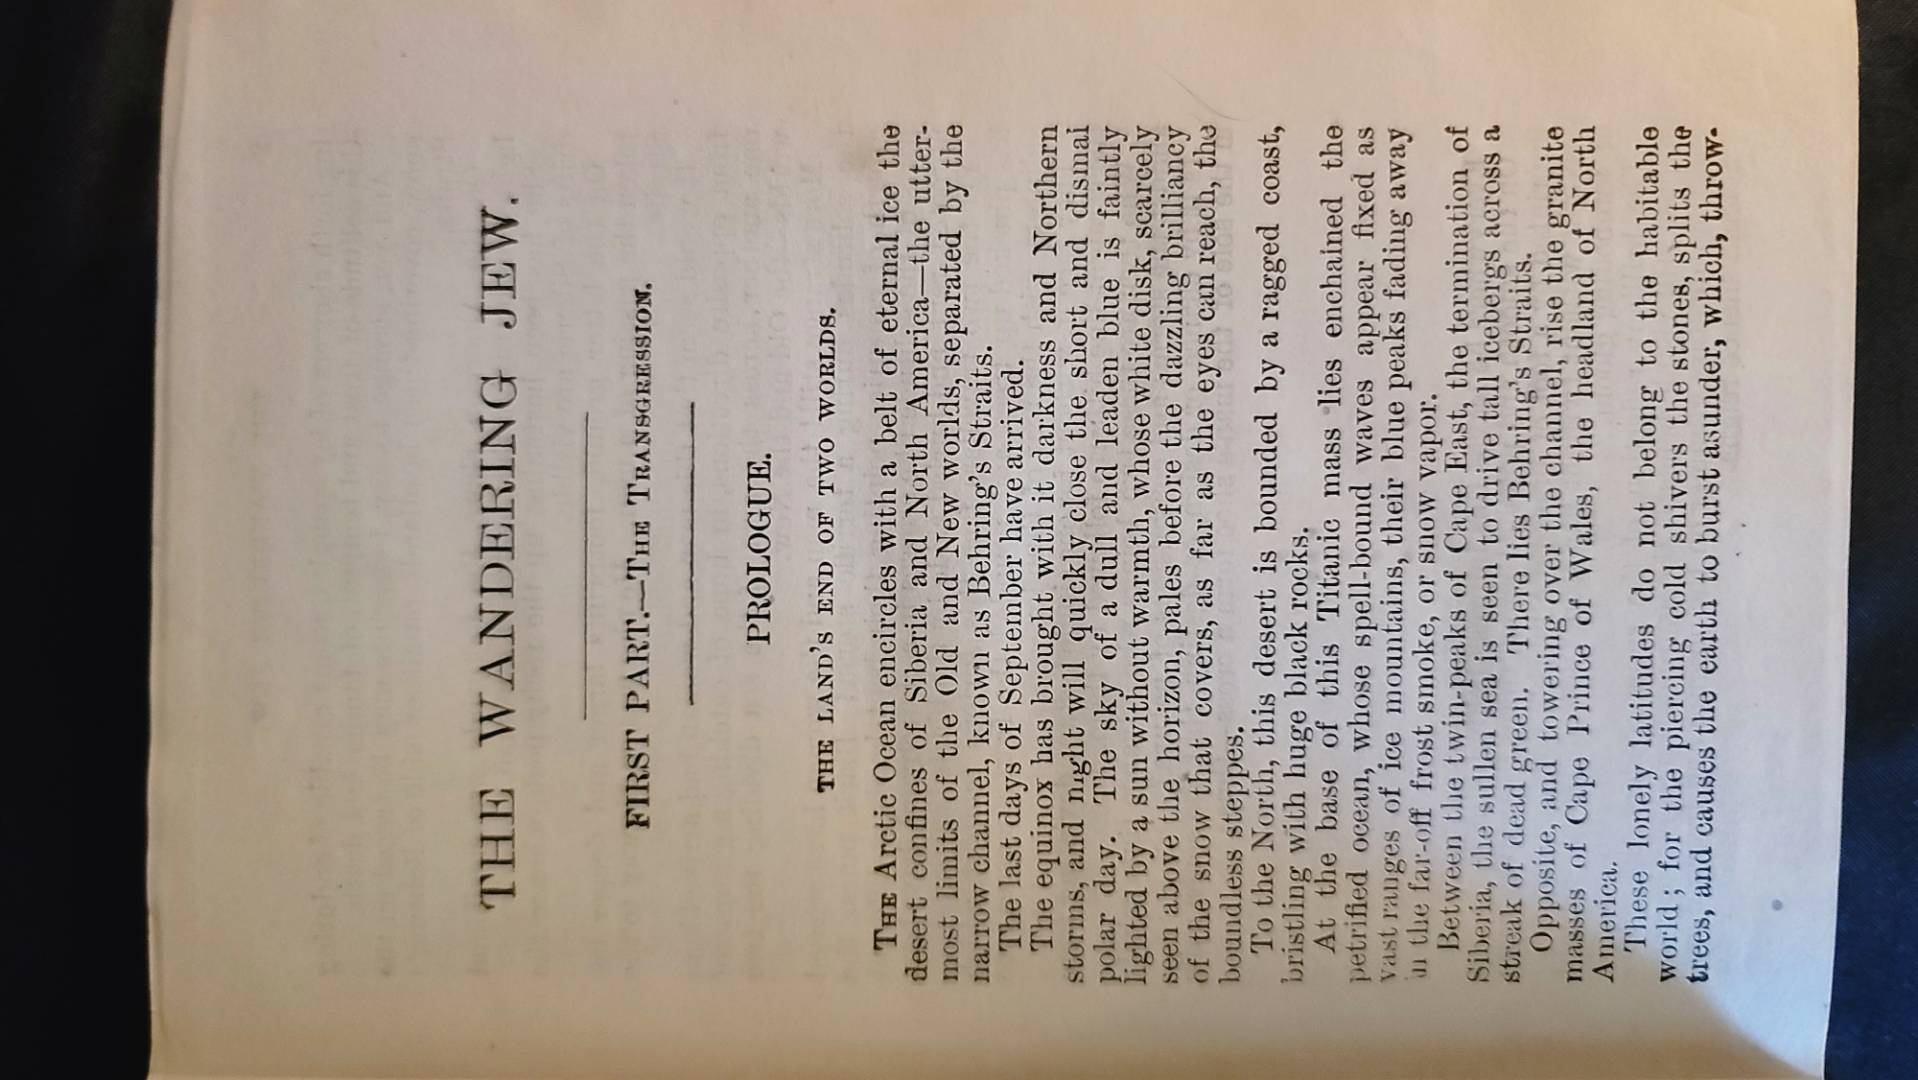 THE WANDERING JEW.
FIRST PART.—THE TRANSGRESSION.
PROLOGUE.
THE LAND'S END OF TWO WORLDS.
THE Arctic Ocean encircles with a belt of eternal ice the
desert confines of Siberia and North America—the utter-
most limits of the Old and New worlds, separated by the
narrow channel, known as Behring's Straits.
The last days of September have arrived.
The equinox has brought with it darkness and Northern
storms, and night will quickly close the short and dismal
polar day. The sky of a dull and leaden blue is faintly
lighted by a sun without warmth, whose white disk, scarcely
seen above the horizon, pales before the dazzling brilliancy
of the snow that covers, as far as the eyes can reach, the
boundless steppes.
To the North, this desert is bounded by a ragged coast,
bristling with huge black rocks.
At the base of this Titanic mass lies enchained the
petrified ocean, whose spell-bound waves appear fixed as
vast ranges of ice mountains, their blue peaks fading away
in the far-off frost smoke, or snow vapor.
Between the twin-peaks of Cape East, the termination of
Siberia, the sullen sea is seen to drive tall icebergs across a
streak of dead green. There lies Behring's Straits.
Opposite, and towering over the channel, rise the granite
masses of Cape Prince of Wales, the headland of North
America.
These lonely latitudes do not belong to the habitable
world; for the piercing cold shivers the stones, splits the
trees, and causes the earth to burst asunder, which, throw-